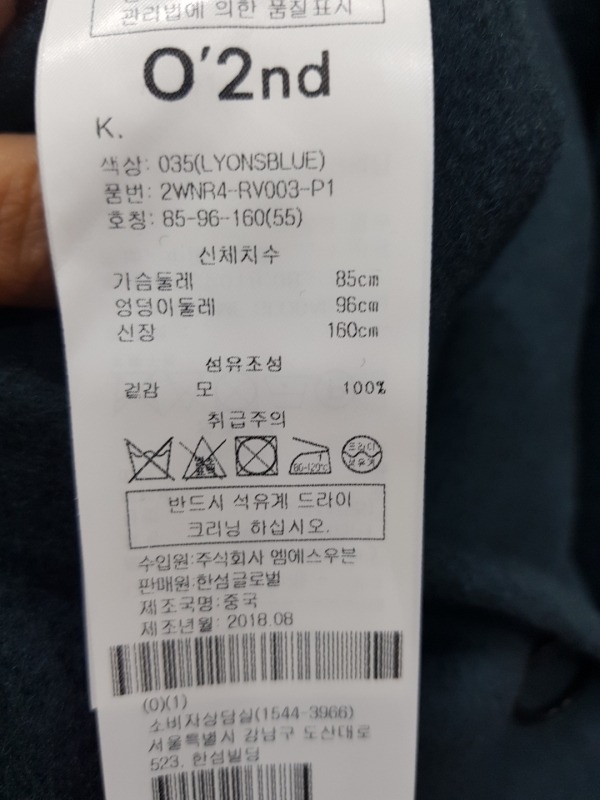 관리법에 의한 품질표시
O'2nd
K.
색상: 035(LYONSBLUE)
품번: 2WNR4-RV003-P1
호칭: 85-96-160(55)
신체치수
가슴둘레 85cm
엉덩이둘레 96cm
신장 160cm
섬유조성
겉감 모 100%
취급주의
80-120℃
드라이
석유계
반드시 석유계 드라이
크리닝 하십시오.
수입원:주식회사 엠에스우븐
판매원:한섬글로벌
제조국명:중국
제조년월: 2018.08
(0)(1)
소비자상담실(1544-3966)
서울특별시 강남구 도산대로
523, 한섬빌딩